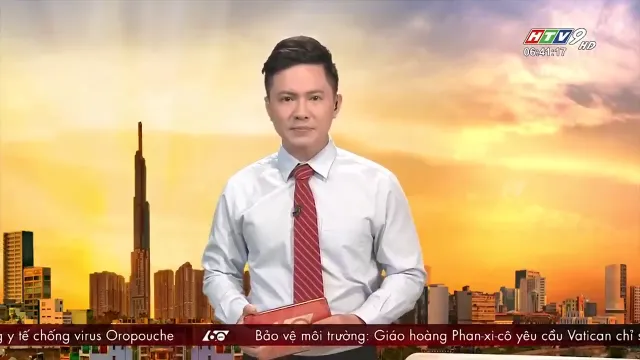 HTV9 HD
06:41:17
g y tế chống virus Oropouche 60 Bảo vệ môi trường: Giáo hoàng Phan-xi-cô yêu cầu Vatican chỉ